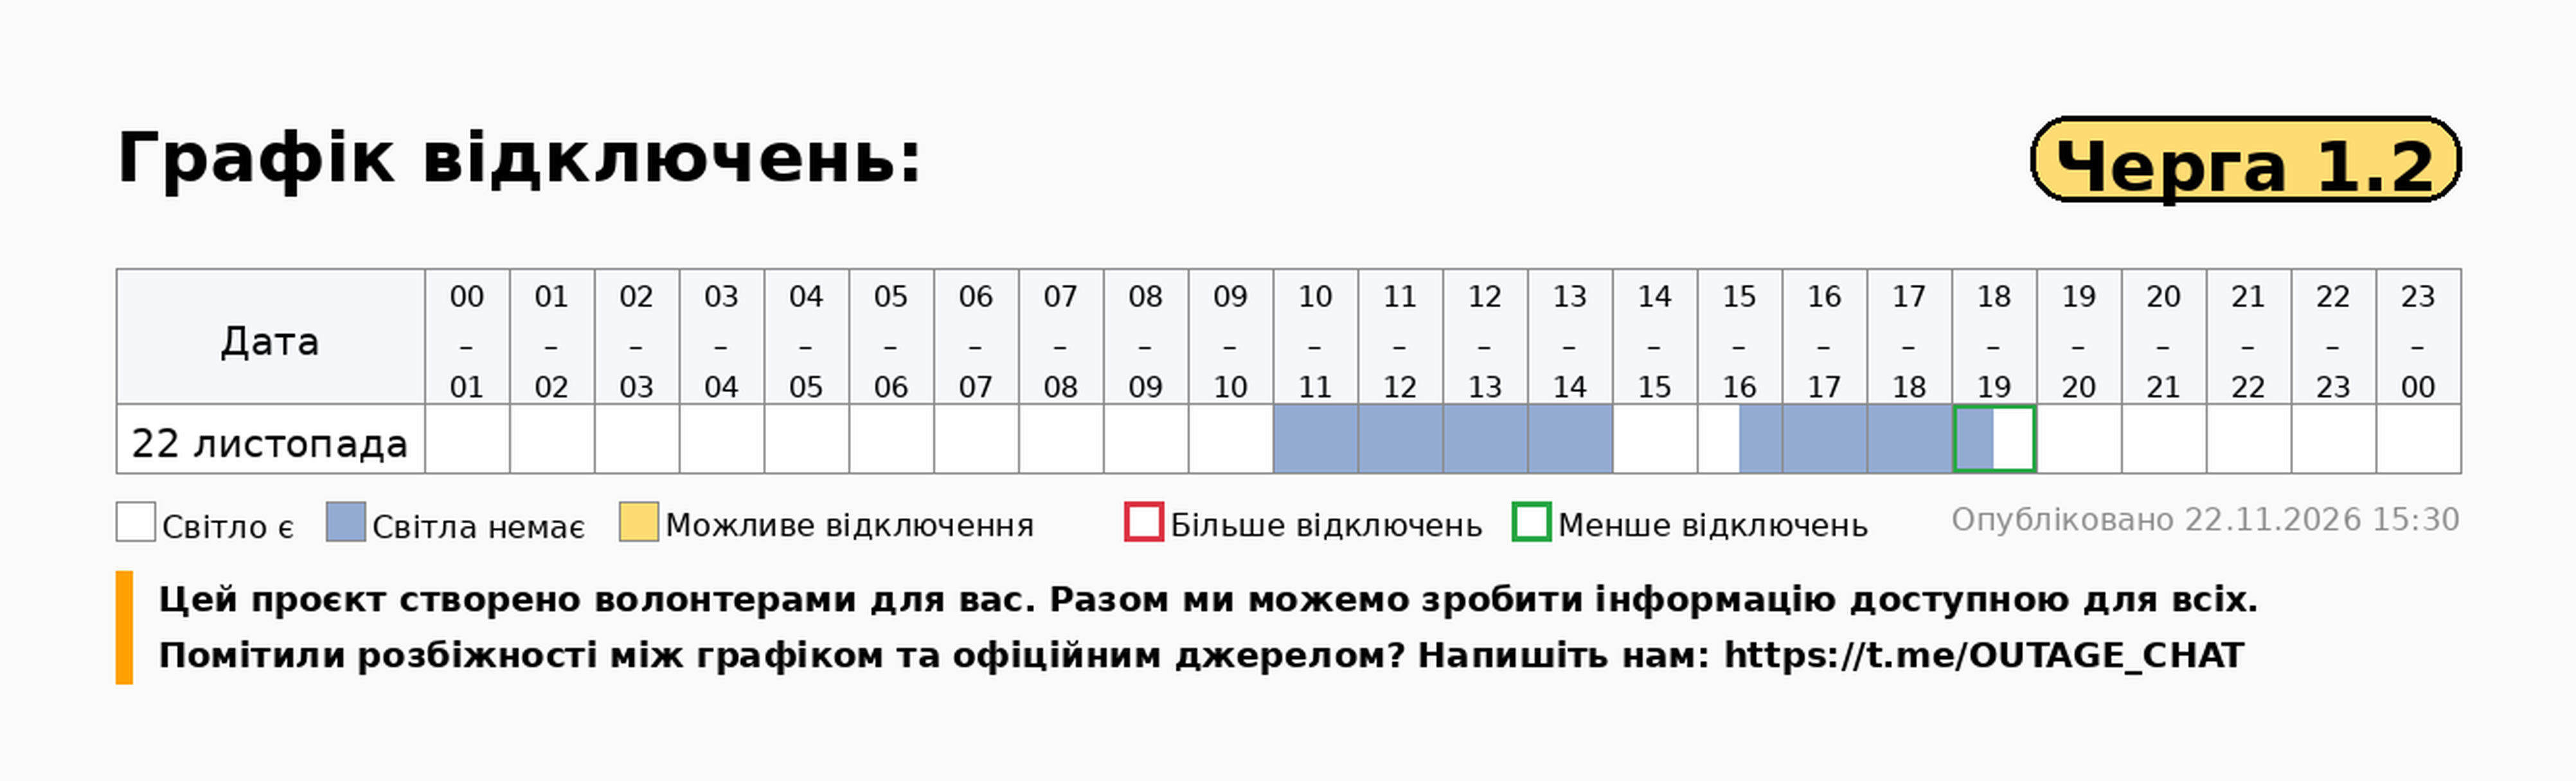 Графік відключень:
Черга 1.2
Дата
00 – 01
01 – 02
02 – 03
03 – 04
04 – 05
05 – 06
06 – 07
07 – 08
08 – 09
09 – 10
10 – 11
11 – 12
12 – 13
13 – 14
14 – 15
15 – 16
16 – 17
17 – 18
18 – 19
19 – 20
20 – 21
21 – 22
22 – 23
23 – 00
22 листопада
Світло є
Світла немає
Можливе відключення
Більше відключень
Менше відключень
Опубліковано 22.11.2026 15:30
Цей проєкт створено волонтерами для вас. Разом ми можемо зробити інформацію доступною для всіх.
Помітили розбіжності між графіком та офіційним джерелом? Напишіть нам: https://t.me/OUTAGE_CHAT